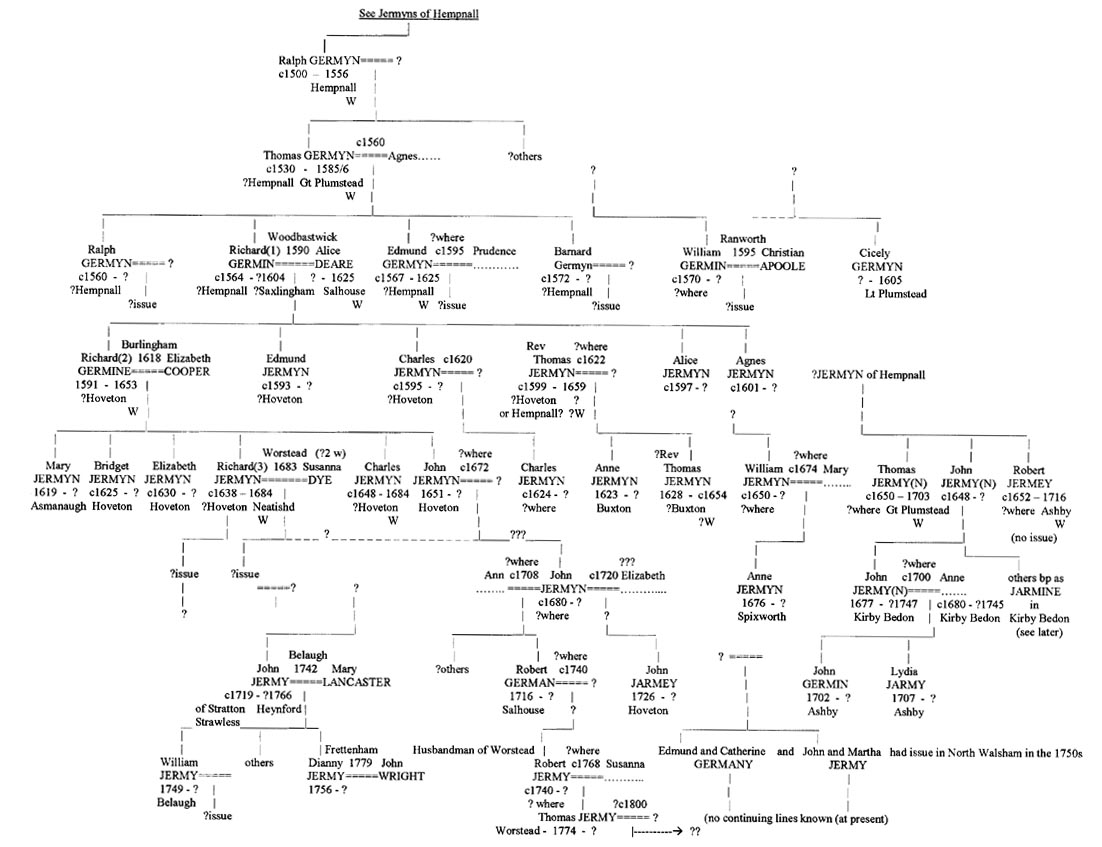 See Jermyns of Hempnall
Ralph GERMYN===== ?
c1500 – 1556
Hempnall
W
c1560
Thomas GERMYN=====Agnes...... ?others
c1530 - 1585/6 ?
?Hempnall Gt Plumstead
W
?
Woodbastwick ?where Ranworth
Ralph Richard(1) 1590 Alice Edmund c1595 Prudence Barnard William 1595 Christian Cicely
GERMYN===== ? GERMIN======DEARE GERMYN====== ............ Germyn===== ? GERMIN=====APOOLE GERMYN
c1560 - ? c1564 - ?1604 ? - 1625 c1567 - 1625 c1572 - ? c1570 - ? ? - 1605
?Hempnall ?Hempnall ?Saxlingham Salhouse ?Hempnall ?Hempnall ?where Lt Plumstead
?issue W W ?issue ?issue ?issue
Burlingham Rev ?where
Richard(2) 1618 Elizabeth Edmund Charles c1620 Thomas c1622 Alice Agnes
GERMINE=====COOPER JERMYN JERMYN===== ? JERMYN===== ? JERMYN JERMYN ?JERMYN of Hempnall
1591 - 1653 c1593 - ? c1595 - ? c1599 - 1659 c1597 - ? c1601 - ?
?Hoveton ?Hoveton ?Hoveton ?Hoveton ?
W or Hempnall? ?W ?
Worstead (?2 w) ?where ?Rev ?where
Mary Bridget Elizabeth Richard(3) 1683 Susanna Charles John c1672 Charles Anne Thomas William c1674 Mary Thomas John Robert
JERMYN JERMYN JERMYN JERMYN=======DYE JERMYN JERMYN===== ? JERMYN JERMYN JERMYN JERMYN===== ....... JERMY(N) JERMY(N) JERMEY
1619 - ? c1625 - ? c1630 - ? c1638 – 1684 c1648 - 1684 1651 - ? c1624 - ? 1623 - ? 1628 - c1654 c1650 - ? c1650 – 1703 c1648 - ? c1652 – 1716
Asmanaugh Hoveton Hoveton ?Hoveton Neatishd ?Hoveton Hoveton ?where Buxton ?Buxton ?where ?where Gt Plumstead ?where Ashby
W W ?W W W
(no issue)
? ???
?issue ?issue ?where ??? ?where
=====? ? Ann c1708 John c1720 Elizabeth Anne John c1700 Anne others bp as
........ =====JERMYN===== ............. JERMYN JERMY(N)===== ....... JARMINE
? c1680 - ? 1676 - ? 1677 - ?1747 c1680 - ?1745 in
?where ? Spixworth Kirby Bedon Kirby Bedon Kirby Bedon
(see later)
Belaugh ?where ? =====
John 1742 Mary ?others Robert c1740 John John Lydia
JERMY=====LANCASTER GERMAN===== ? JARMEY GERMIN JARMY
c1719 - ?1766 1716 - ? 1726 - ? 1702 - ? 1707 - ?
of Stratton Heynford Salhouse ? Hoveton Ashby Ashby
Strawless
Frettenham Husbandman of Worstead ?where Edmund and Catherine and John and Martha had issue in North Walsham in the 1750s
William others Dianny 1779 John Robert c1768 Susanna GERMANY JERMY
JERMY===== JERMY=====WRIGHT JERMY===== ..........
1749 - ? 1756 - ? c1740 - ?
Belaugh ? where ?c1800
?issue Thomas JERMY===== ? (no continuing lines known (at present)
Worstead - 1774 - ? ??